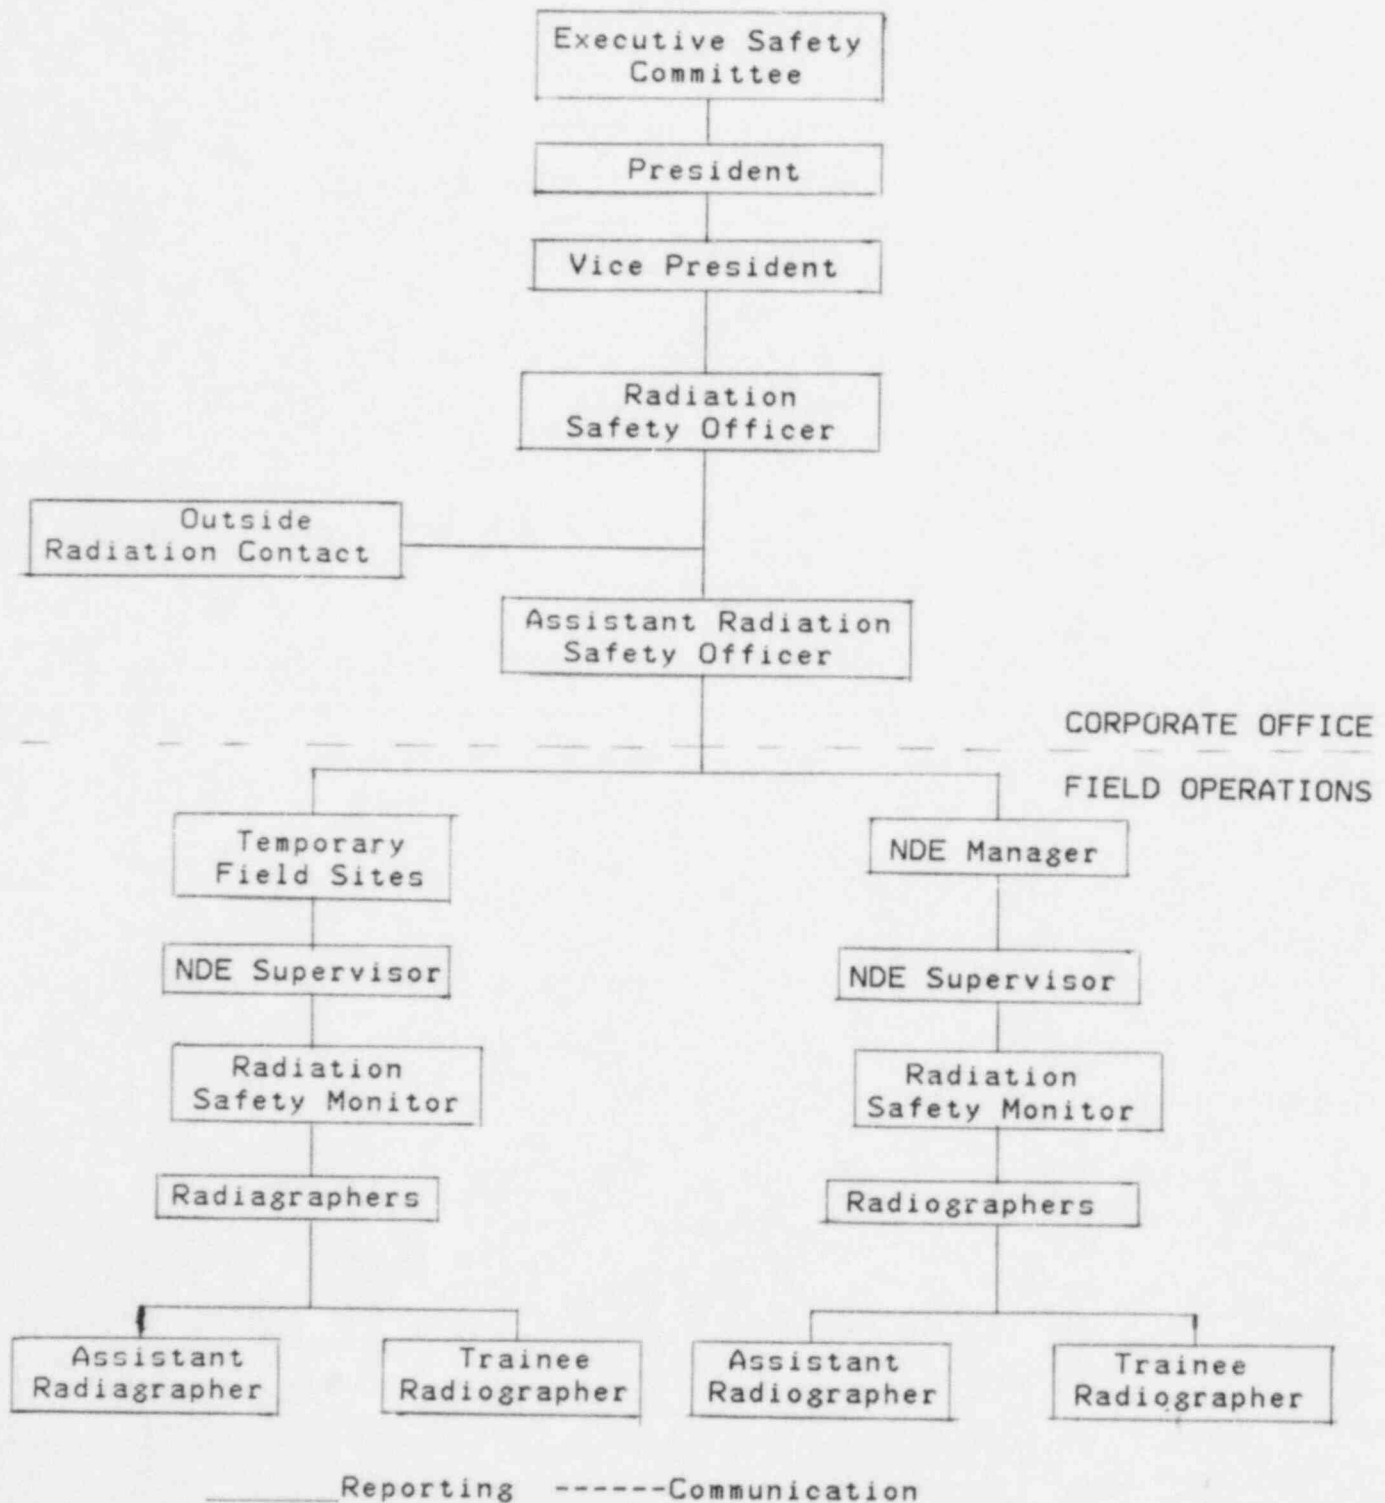 Executive Safety
Committee
President
Vice President
Radiation
Safety Officer
Outside
Radiation Contact
Assistant Radiation
Safety Officer
CORPORATE OFFICE
FIELD OPERATIONS
Temporary
Field Sites
NDE Manager
NDE Supervisor
NDE Supervisor
Radiation
Safety Monitor
Radiation
Safety Monitor
Radiagraphers
Radiographers
Assistant
Radiagrapher
Trainee
Radiographer
Assistant
Radiographer
Trainee
Radiographer
______Reporting ------Communication